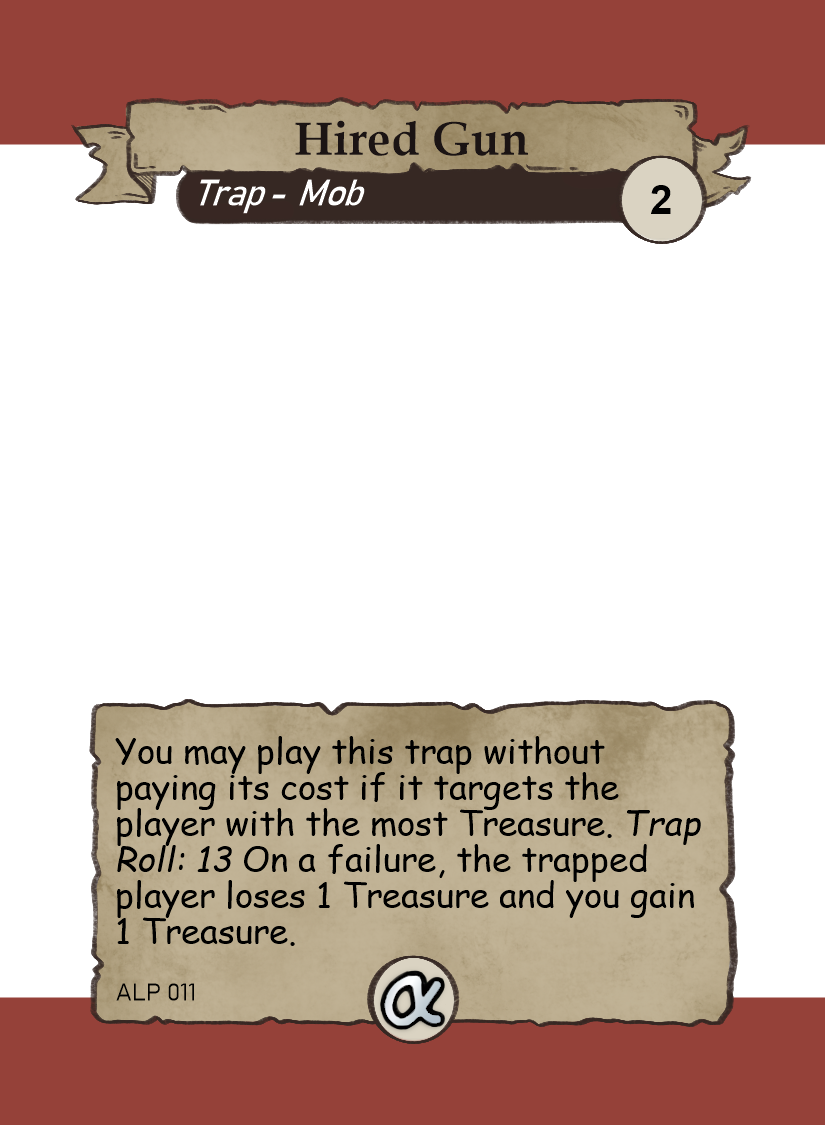 Hired Gun
Trap - Mob
2
You may play this trap without
paying its cost if it targets the
player with the most Treasure. Trap
Roll: 13 On a failure, the trapped
player loses 1 Treasure and you gain
1 Treasure.
ALP 011
α